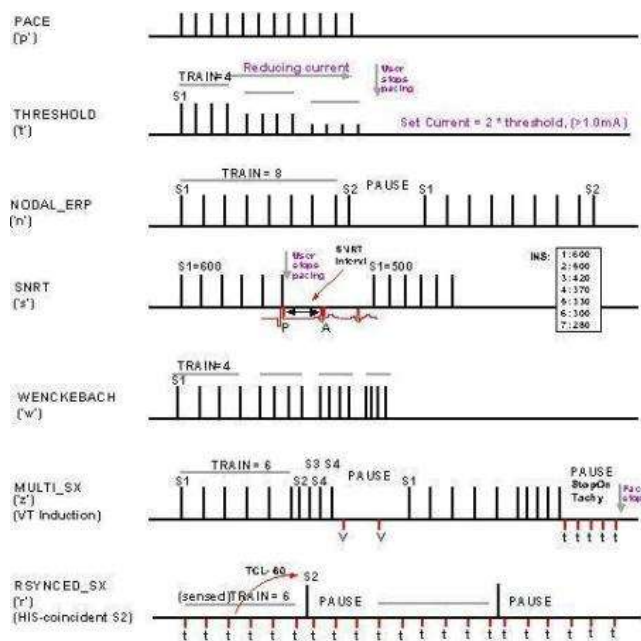 PACE
('p')
TRAIN=4
Reducing current
User
stops
pacing
S1
THRESHOLD
('t')
Set Current = 2 * threshold, (>1.0mA)
TRAIN = 8
S1 S2 PAUSE S1 S2
NODAL_ERP
('n')
User
stops
pacing
SNRT
Interval
S1=600
S1=500
INS:
1:600
2:600
3:420
4:370
5:330
6:300
7:280
SNRT
('s')
P A
TRAIN=4
S1
WENCKEBACH
('w')
TRAIN = 6
S3 S4
PAUSE
S1
S2 S4
S1
PAUSE
StopOn
Tachy
MULTI_SX
('z')
(VT Induction)
V V
t t t t t
TCL-60
S2
RSYNCED_SX
('r')
(HIS-coincident S2)
(sensed) TRAIN = 6
PAUSE
PAUSE
t t t t t t t t t t t t t t t t t t t